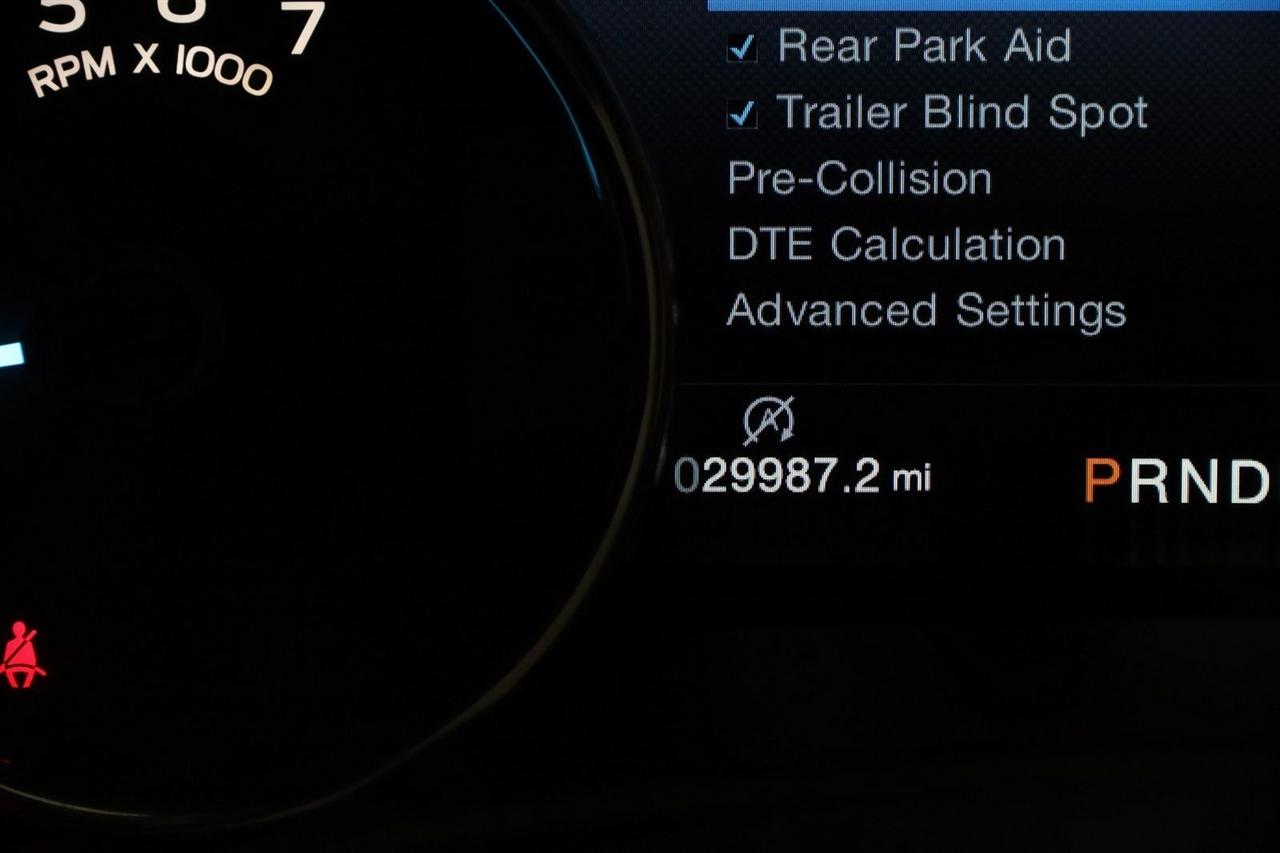 5 6 7
RPM X 1000
Rear Park Aid
Trailer Blind Spot
Pre-Collision
DTE Calculation
Advanced Settings
A
029987.2 mi
PRND